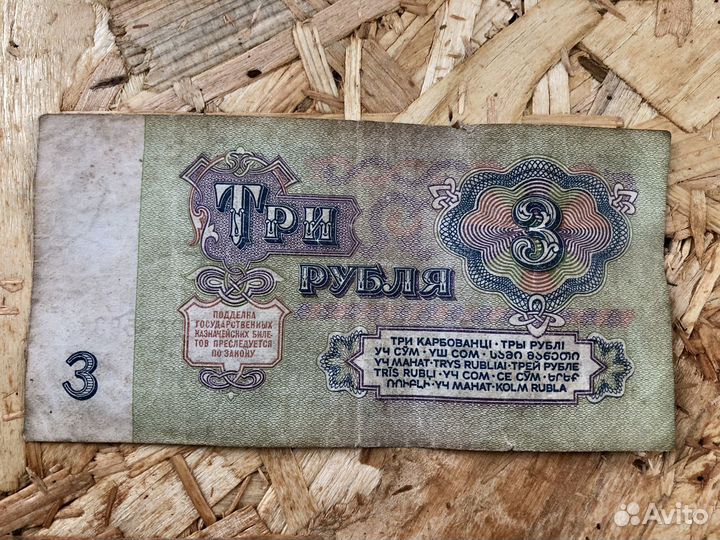 Три
3
РУБЛЯ
ПОДДЕЛКА
ГОСУДАРСТВЕННЫХ
КАЗНАЧЕЙСКИХ БИЛЕ-
ТОВ ПРЕСЛЕДУЕТСЯ
ПО ЗАКОНУ
ТРИ КАРБОВАНЦІ · ТРЫ РУБЛІ
УЧ СЎМ · ҮШ СОМ · ᲡᲐᲛᲘ ᲛᲐᲜᲔᲗᲘ
УЧ МАНАТ · TRYS RUBLIAI · ТРЕЙ РУБЛЕ
TRĪS RUBĻI · ҮЧ СОМ · СЕ СӮМ · ԵՐԵՔ
ՌՈՒԲԼԻ · ҮЧ МАНАТ · KOLM RUBLA
3
Avito